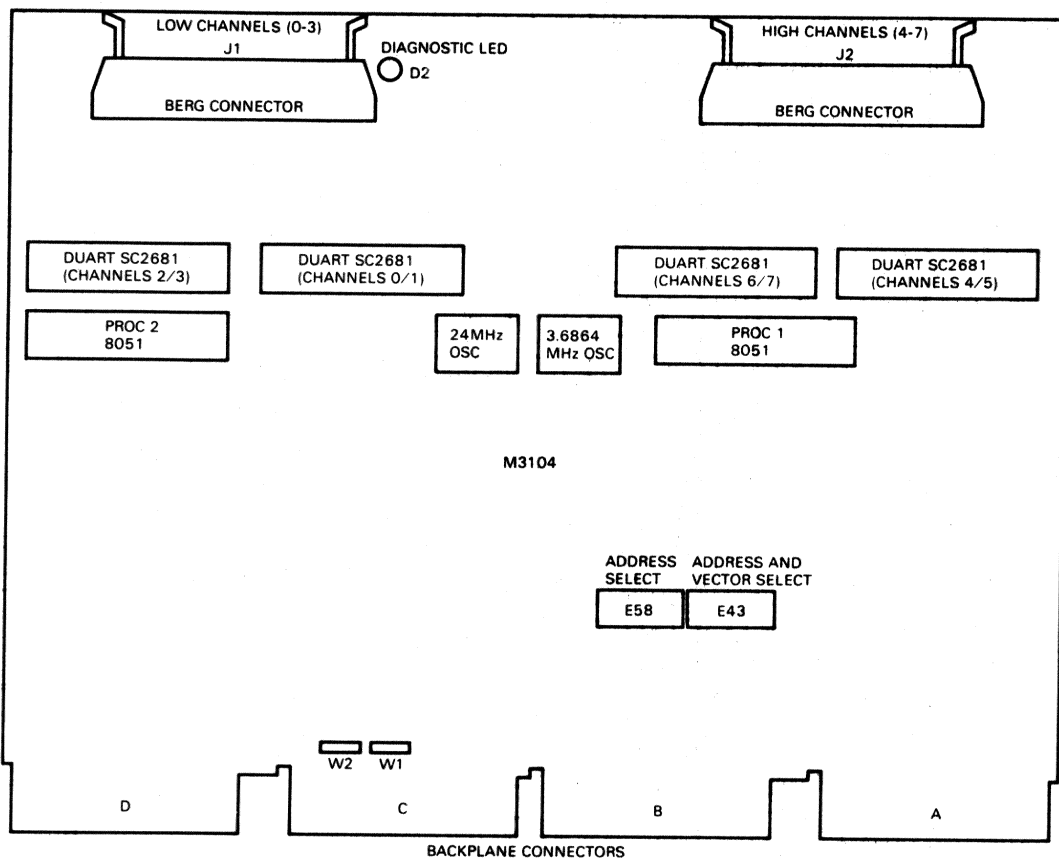 LOW CHANNELS (0-3)
J1
BERG CONNECTOR
DIAGNOSTIC LED
D2
HIGH CHANNELS (4-7)
J2
BERG CONNECTOR
DUART SC2681
(CHANNELS 2/3)
DUART SC2681
(CHANNELS 0/1)
DUART SC2681
(CHANNELS 6/7)
DUART SC2681
(CHANNELS 4/5)
PROC 2
8051
24MHz
OSC
3.6864
MHz OSC
PROC 1
8051
M3104
ADDRESS
SELECT
ADDRESS AND
VECTOR SELECT
E58
E43
W2
W1
D
C
B
A
BACKPLANE CONNECTORS